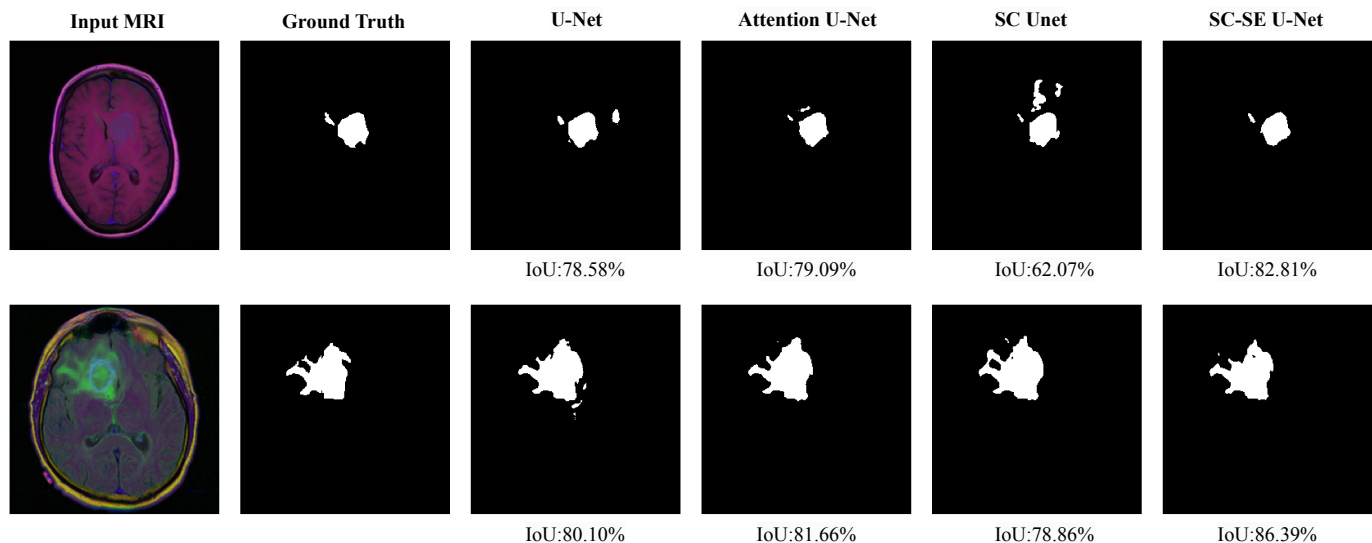 Input MRI Ground Truth U-Net Attention U-Net SC Unet SC-SE U-Net
IoU:78.58% IoU:79.09% IoU:62.07% IoU:82.81%
IoU:80.10% IoU:81.66% IoU:78.86% IoU:86.39%